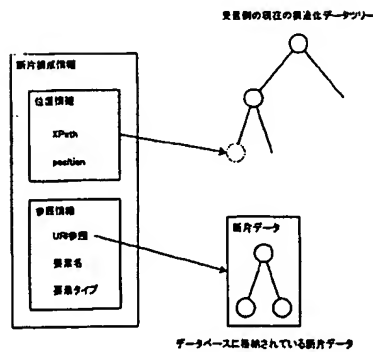 受信側の現在の構造化データツリー
断片構成情報
位置情報
XPath
position
参照情報
URI参照
要素名
要素タイプ
断片データ
データベースに格納されている断片データ